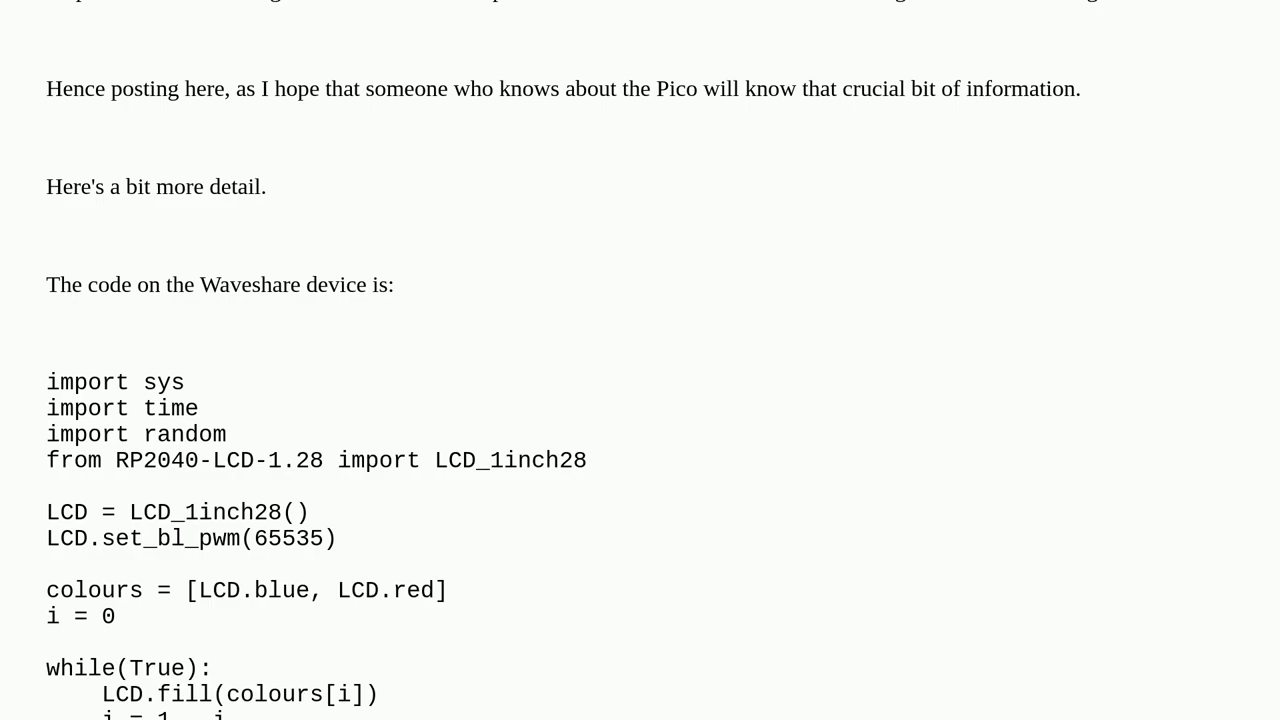 Hence posting here, as I hope that someone who knows about the Pico will know that crucial bit of information.
Here's a bit more detail.
The code on the Waveshare device is:
import sys
import time
import random
from RP2040-LCD-1.28 import LCD_1inch28
LCD = LCD_1inch28()
LCD.set_bl_pwm(65535)
colours = [LCD.blue, LCD.red]
i = 0
while(True):
    LCD.fill(colours[i])
    i = 1 - i